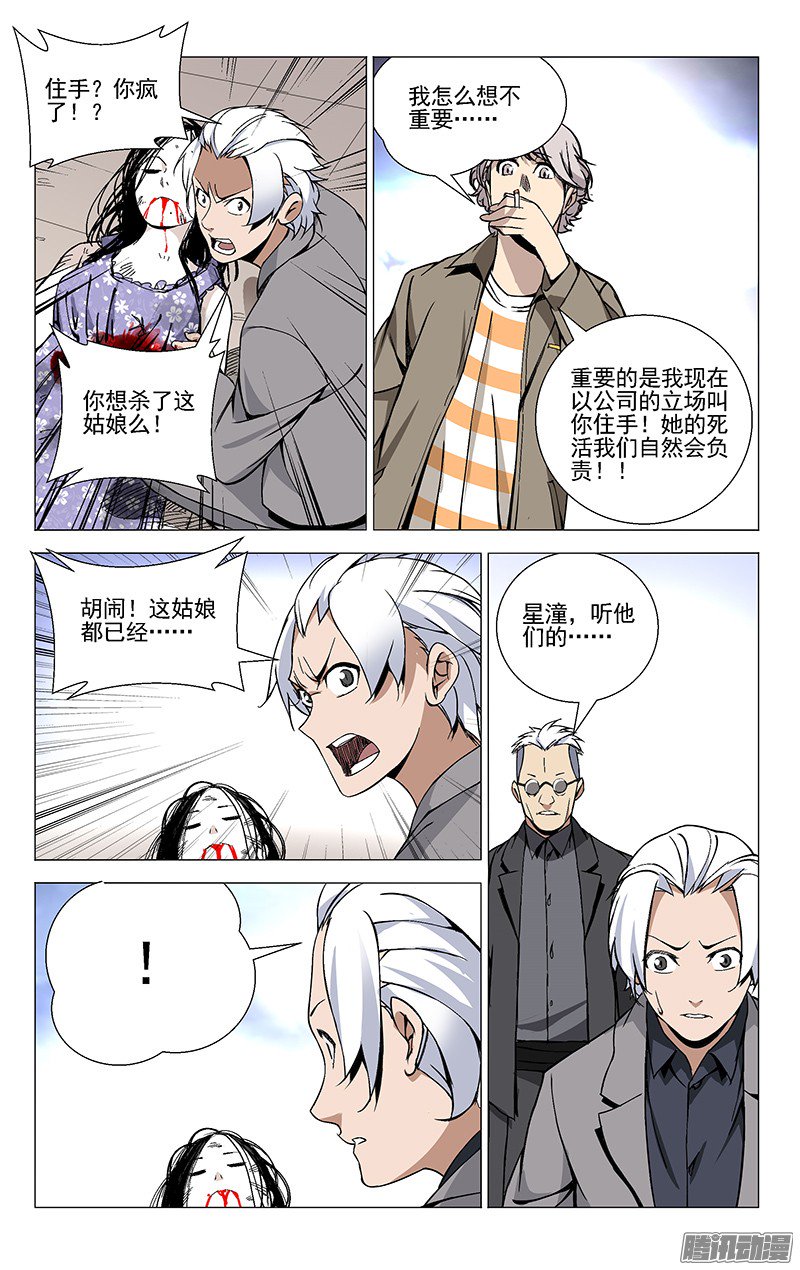 住手？你疯
了！？
你想杀了这
姑娘么！
我怎么想不
重要……
重要的是我现在
以公司的立场叫
你住手！她的死
活我们自然会负
责！！
胡闹！这姑娘
都已经……
星潼，听他
们的……
！
腾讯动漫